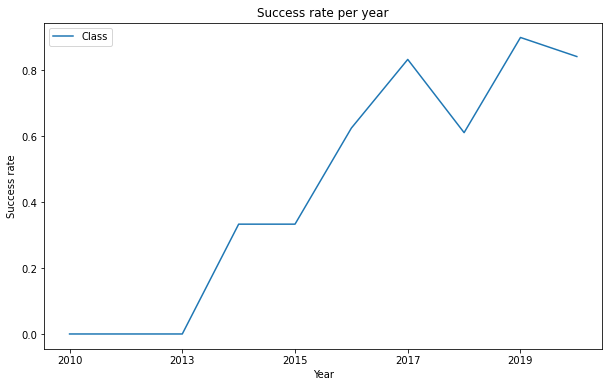 Success rate per year
Class
Success rate
0.8
0.6
0.4
0.2
0.0
2010 2013 2015 2017 2019
Year